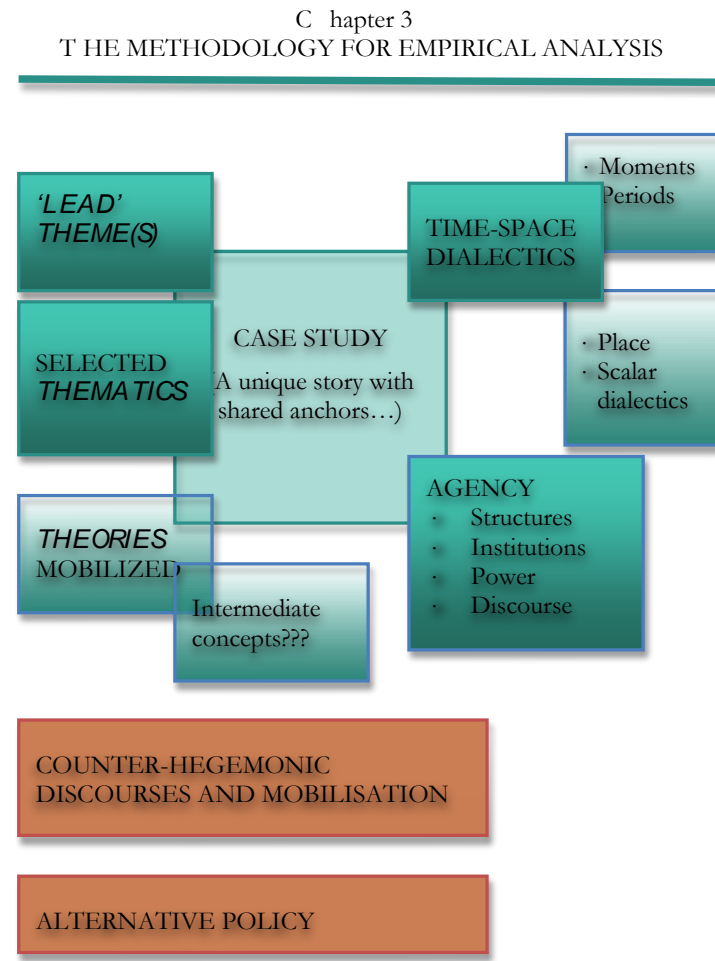 C hapter 3
T HE METHODOLOGY FOR EMPIRICAL ANALYSIS
‘LEAD’
THEME(S)
SELECTED
THEMATICS
CASE STUDY
(A unique story with
shared anchors…)
TIME-SPACE
DIALECTICS
· Moments
· Periods
· Place
· Scalar
dialectics
AGENCY
· Structures
· Institutions
· Power
· Discourse
THEORIES
MOBILIZED
Intermediate
concepts???
COUNTER-HEGEMONIC
DISCOURSES AND MOBILISATION
ALTERNATIVE POLICY